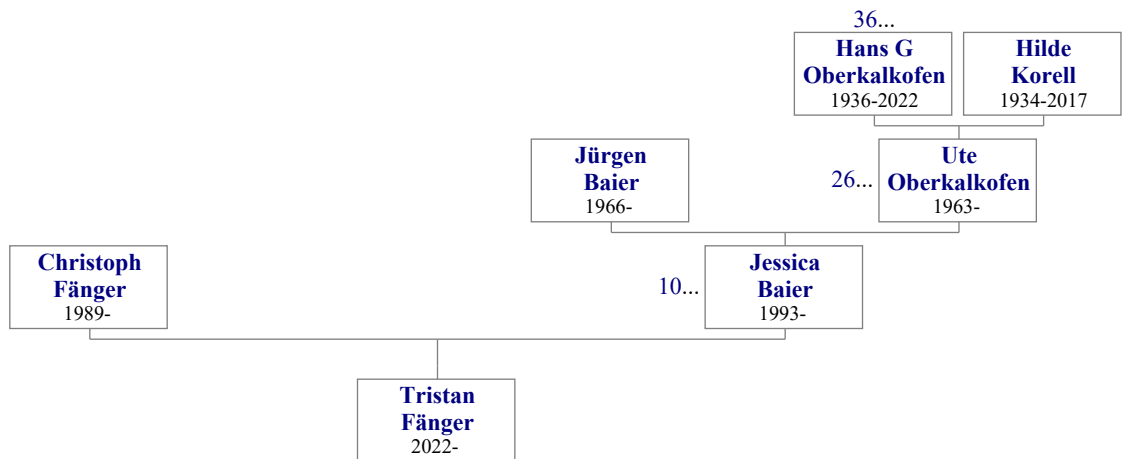 36...
Hans G
Oberkalkofen
1936-2022
Hilde
Korell
1934-2017
Jürgen
Baier
1966-
26...
Ute
Oberkalkofen
1963-
Christoph
Fänger
1989-
10...
Jessica
Baier
1993-
Tristan
Fänger
2022-